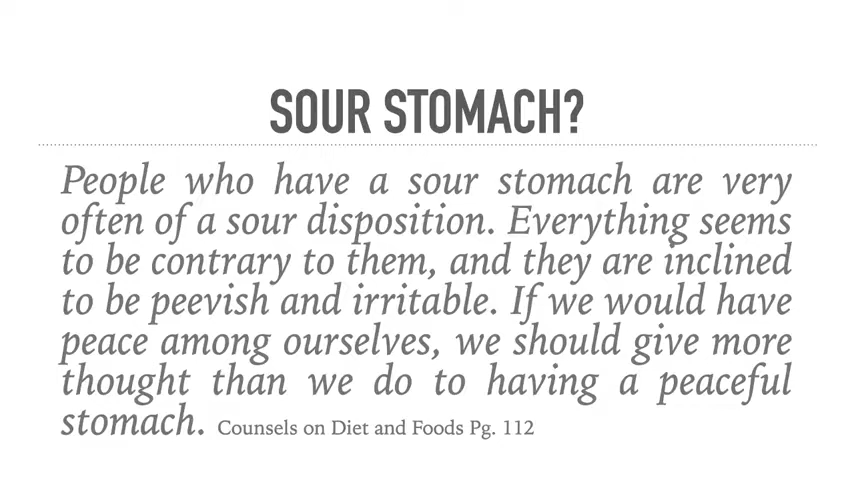 SOUR STOMACH?
People who have a sour stomach are very
often of a sour disposition. Everything seems
to be contrary to them, and they are inclined
to be peevish and irritable. If we would have
peace among ourselves, we should give more
thought than we do to having a peaceful
stomach. Counsels on Diet and Foods Pg. 112